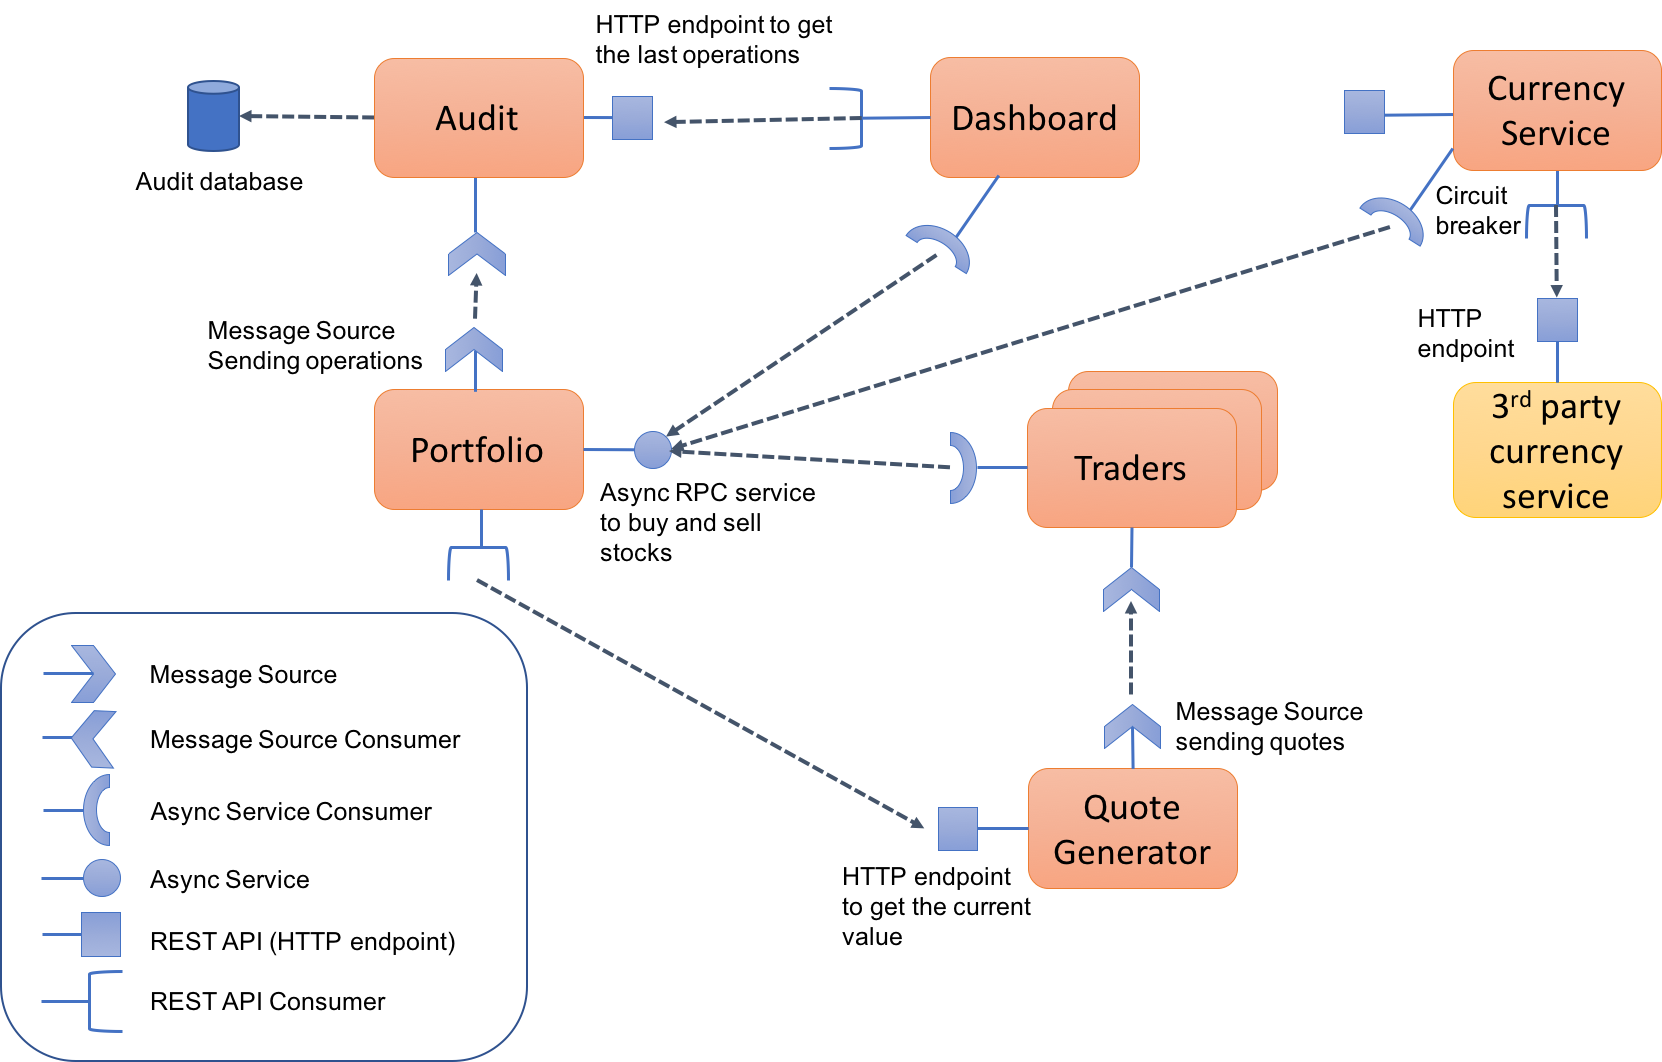 HTTP endpoint to get
the last operations
Audit
Dashboard
Currency
Service
Audit database
Circuit
breaker
Message Source
Sending operations
HTTP
endpoint
Portfolio
Async RPC service
to buy and sell
stocks
Traders
3rd party
currency
service
Message Source
sending quotes
Quote
Generator
HTTP endpoint
to get the current
value
Message Source
Message Source Consumer
Async Service Consumer
Async Service
REST API (HTTP endpoint)
REST API Consumer